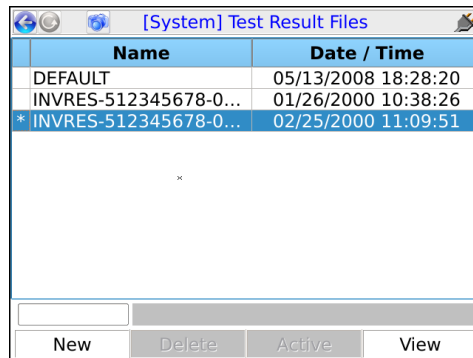 [System] Test Result Files
Name Date / Time
DEFAULT 05/13/2008 18:28:20
INVRES-512345678-0... 01/26/2000 10:38:26
* INVRES-512345678-0... 02/25/2000 11:09:51
New Delete Active View